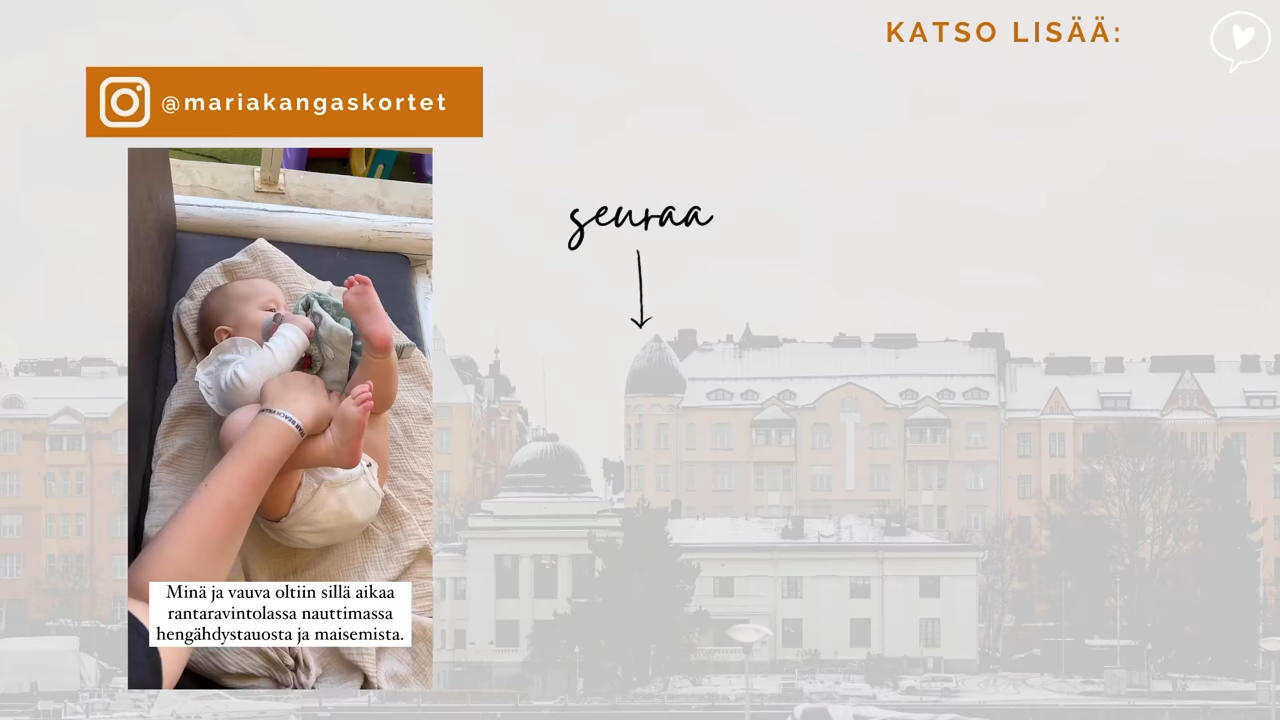 KATSO LISÄÄ:
@mariakangaskortet
seuraa
Minä ja vauva oltiin sillä aikaa
rantaravintolassa nauttimassa
hengähdystauosta ja maisemista.